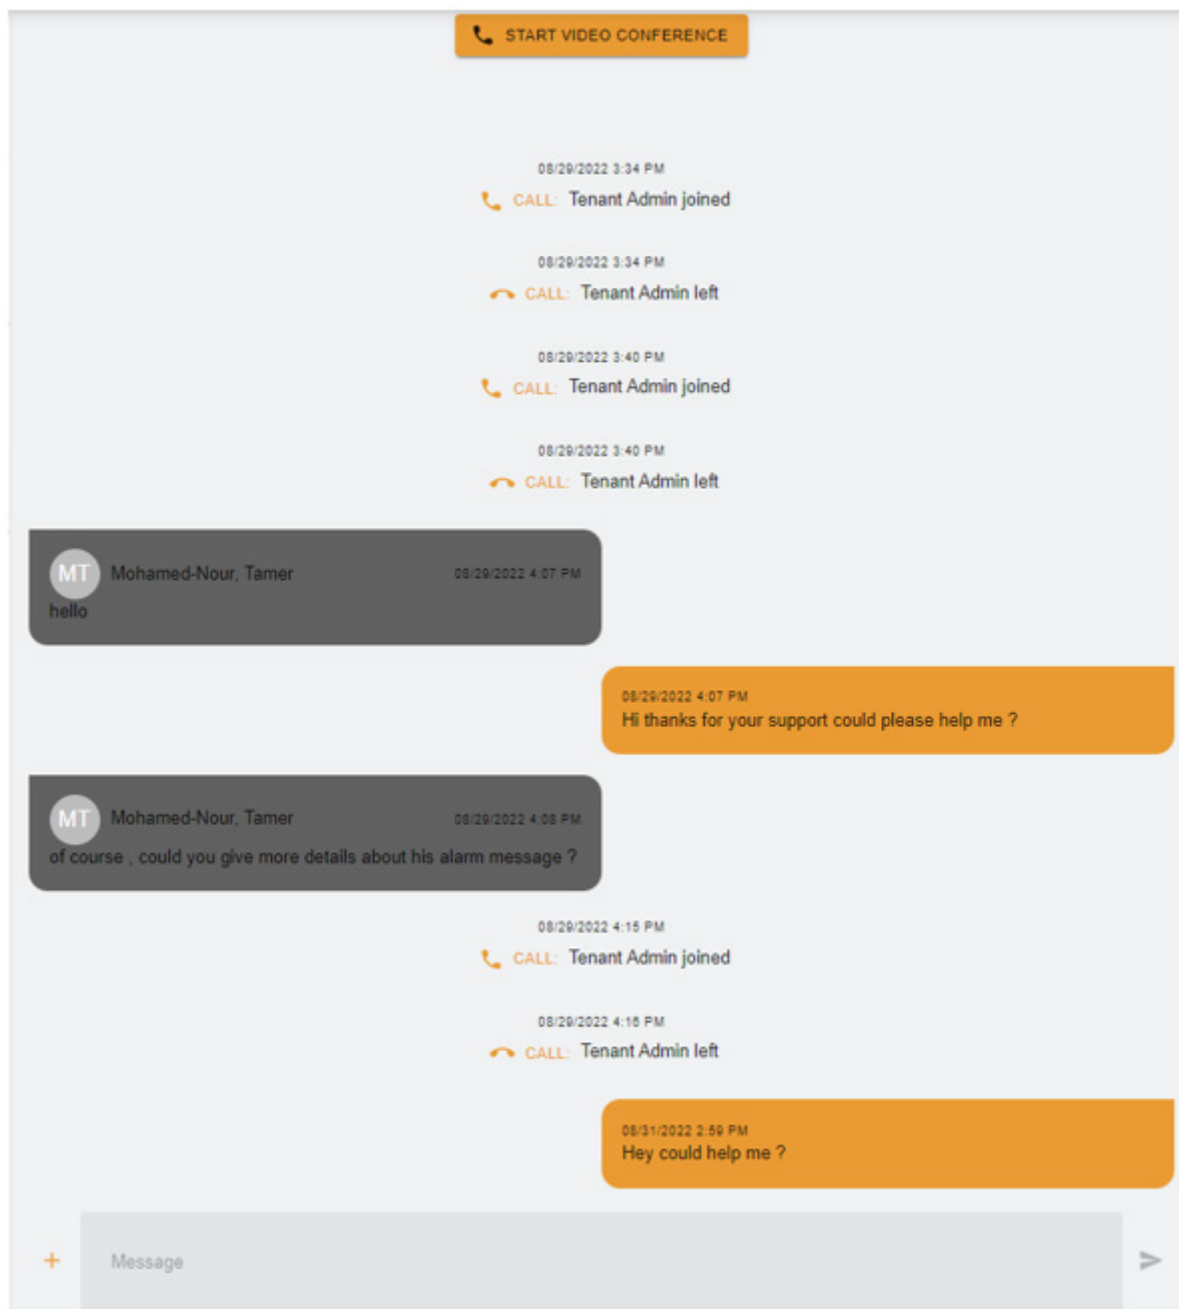 START VIDEO CONFERENCE
08/29/2022 3:34 PM
CALL: Tenant Admin joined
08/29/2022 3:34 PM
CALL: Tenant Admin left
08/29/2022 3:40 PM
CALL: Tenant Admin joined
08/29/2022 3:40 PM
CALL: Tenant Admin left
MT Mohamed-Nour, Tamer 08/29/2022 4:07 PM
hello
08/29/2022 4:07 PM
Hi thanks for your support could please help me ?
MT Mohamed-Nour, Tamer 08/29/2022 4:08 PM
of course , could you give more details about his alarm message ?
08/29/2022 4:15 PM
CALL: Tenant Admin joined
08/29/2022 4:16 PM
CALL: Tenant Admin left
08/31/2022 2:59 PM
Hey could help me ?
+ Message